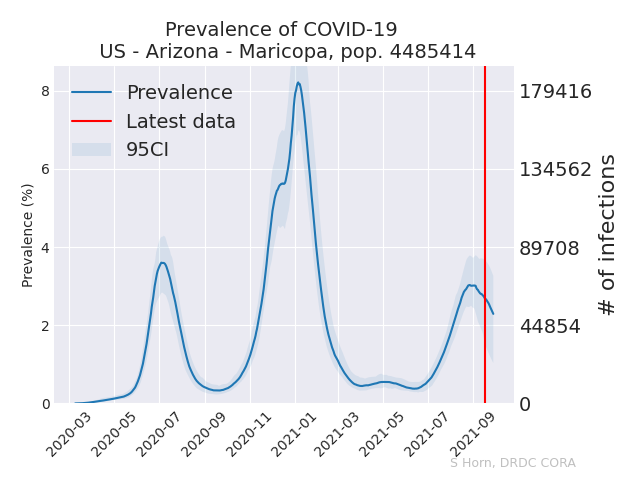 Prevalence of COVID-19
US - Arizona - Maricopa, pop. 4485414
Prevalence
Latest data
95CI
Prevalence (%)
8
6
4
2
0
179416
134562
89708
44854
0
# of infections
2020-03
2020-05
2020-07
2020-09
2020-11
2021-01
2021-03
2021-05
2021-07
2021-09
S Horn, DRDC CORA